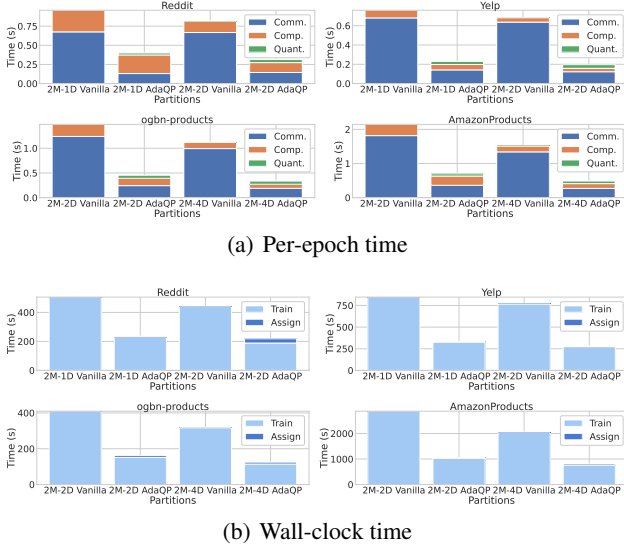 Reddit
Time (s)
0.75
0.50
0.25
0.00
Comm.
Comp.
Quant.
2M-1D Vanilla 2M-1D AdaQP 2M-2D Vanilla 2M-2D AdaQP
Partitions
Yelp
Time (s)
0.6
0.4
0.2
0.0
Comm.
Comp.
Quant.
2M-1D Vanilla 2M-1D AdaQP 2M-2D Vanilla 2M-2D AdaQP
Partitions
ogbn-products
Time (s)
1.0
0.5
0.0
Comm.
Comp.
Quant.
2M-2D Vanilla 2M-2D AdaQP 2M-4D Vanilla 2M-4D AdaQP
Partitions
AmazonProducts
Time (s)
2
1
0
Comm.
Comp.
Quant.
2M-2D Vanilla 2M-2D AdaQP 2M-4D Vanilla 2M-4D AdaQP
Partitions
(a) Per-epoch time
Reddit
Time (s)
400
200
0
Train
Assign
2M-1D Vanilla 2M-1D AdaQP 2M-2D Vanilla 2M-2D AdaQP
Partitions
Yelp
Time (s)
750
500
250
0
Train
Assign
2M-1D Vanilla 2M-1D AdaQP 2M-2D Vanilla 2M-2D AdaQP
Partitions
ogbn-products
Time (s)
400
200
0
Train
Assign
2M-2D Vanilla 2M-2D AdaQP 2M-4D Vanilla 2M-4D AdaQP
Partitions
AmazonProducts
Time (s)
2000
1000
0
Train
Assign
2M-2D Vanilla 2M-2D AdaQP 2M-4D Vanilla 2M-4D AdaQP
Partitions
(b) Wall-clock time